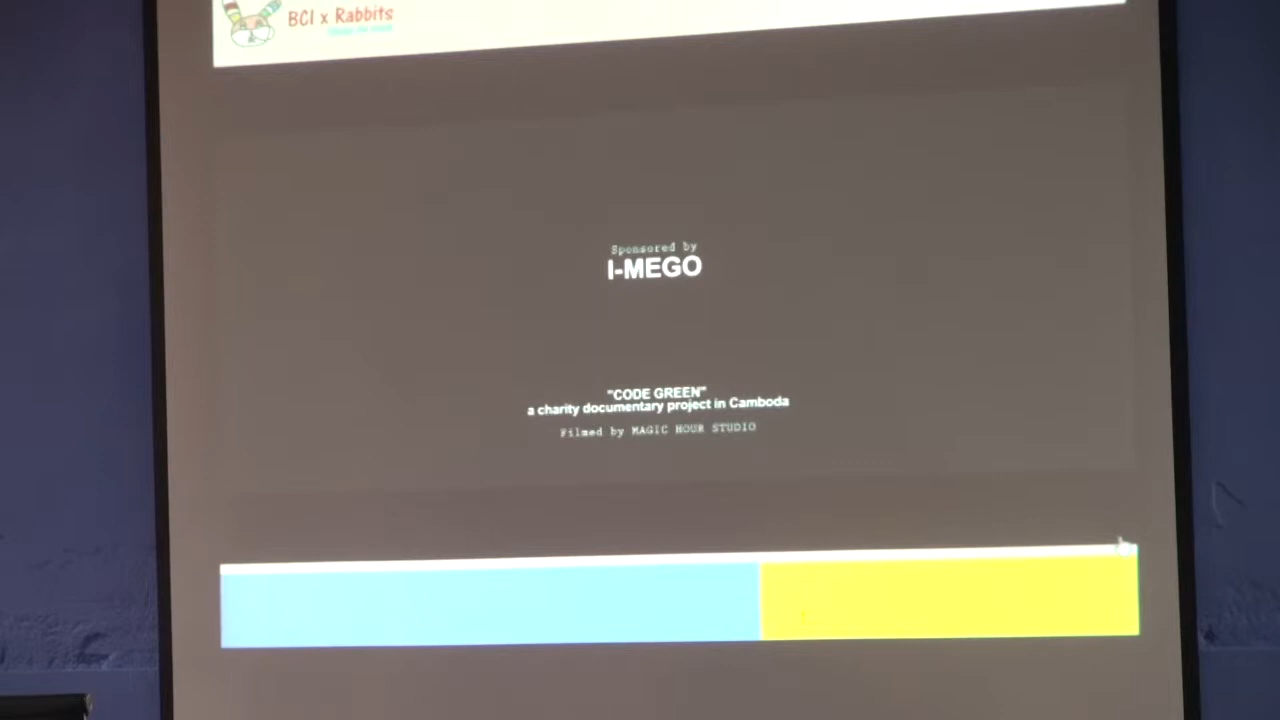 BCI x Rabbits
Sponsored by
I-MEGO
"CODE GREEN"
a charity documentary project in Camboda
Filmed by MAGIC HOUR STUDIO